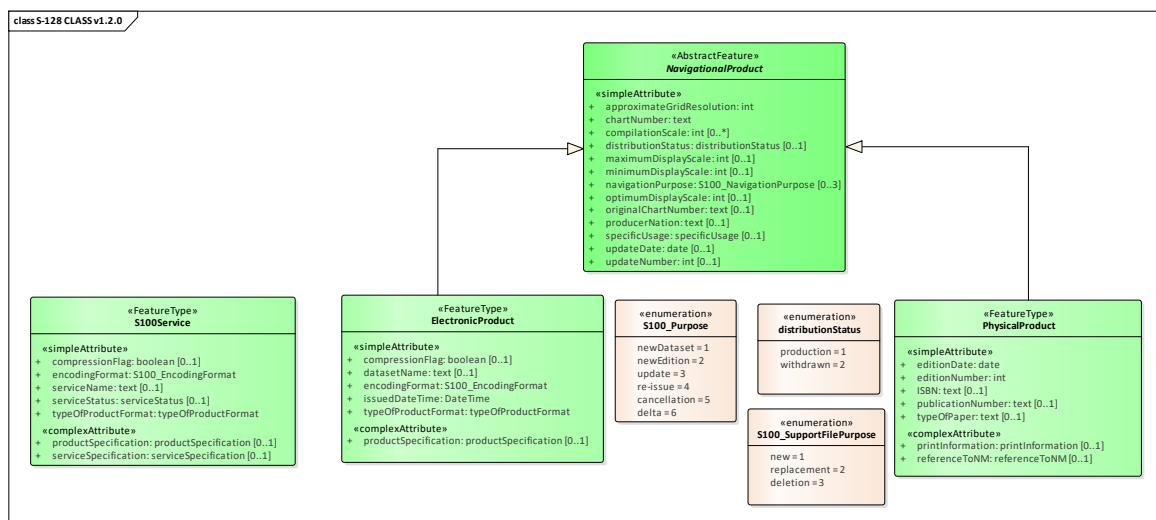 class S-128 CLASS v1.2.0
«AbstractFeature»
NavigationalProduct
«simpleAttribute»
+ approximateGridResolution: int
+ chartNumber: text
+ compilationScale: int [0..*]
+ distributionStatus: distributionStatus [0..1]
+ maximumDisplayScale: int [0..1]
+ minimumDisplayScale: int [0..1]
+ navigationPurpose: S100_NavigationPurpose [0..3]
+ optimumDisplayScale: int [0..1]
+ originalChartNumber: text [0..1]
+ producerNation: text [0..1]
+ specificUsage: specificUsage [0..1]
+ updateDate: date [0..1]
+ updateNumber: int [0..1]
«FeatureType»
S100Service
«simpleAttribute»
+ compressionFlag: boolean [0..1]
+ encodingFormat: S100_EncodingFormat
+ serviceName: text [0..1]
+ serviceStatus: serviceStatus [0..1]
+ typeOfProductFormat: typeOfProductFormat
«complexAttribute»
+ productSpecification: productSpecification [0..1]
+ serviceSpecification: serviceSpecification [0..1]
«FeatureType»
ElectronicProduct
«simpleAttribute»
+ compressionFlag: boolean [0..1]
+ datasetName: text [0..1]
+ encodingFormat: S100_EncodingFormat
+ issuedDateTime: DateTime
+ typeOfProductFormat: typeOfProductFormat
«complexAttribute»
+ productSpecification: productSpecification [0..1]
«enumeration»
S100_Purpose
newDataset = 1
newEdition = 2
update = 3
re-issue = 4
cancellation = 5
delta = 6
«enumeration»
distributionStatus
production = 1
withdrawn = 2
«enumeration»
S100_SupportFilePurpose
new = 1
replacement = 2
deletion = 3
«FeatureType»
PhysicalProduct
«simpleAttribute»
+ editionDate: date
+ editionNumber: int
+ ISBN: text [0..1]
+ publicationNumber: text [0..1]
+ typeOfPaper: text [0..1]
«complexAttribute»
+ printInformation: printInformation [0..1]
+ referenceToNM: referenceToNM [0..1]